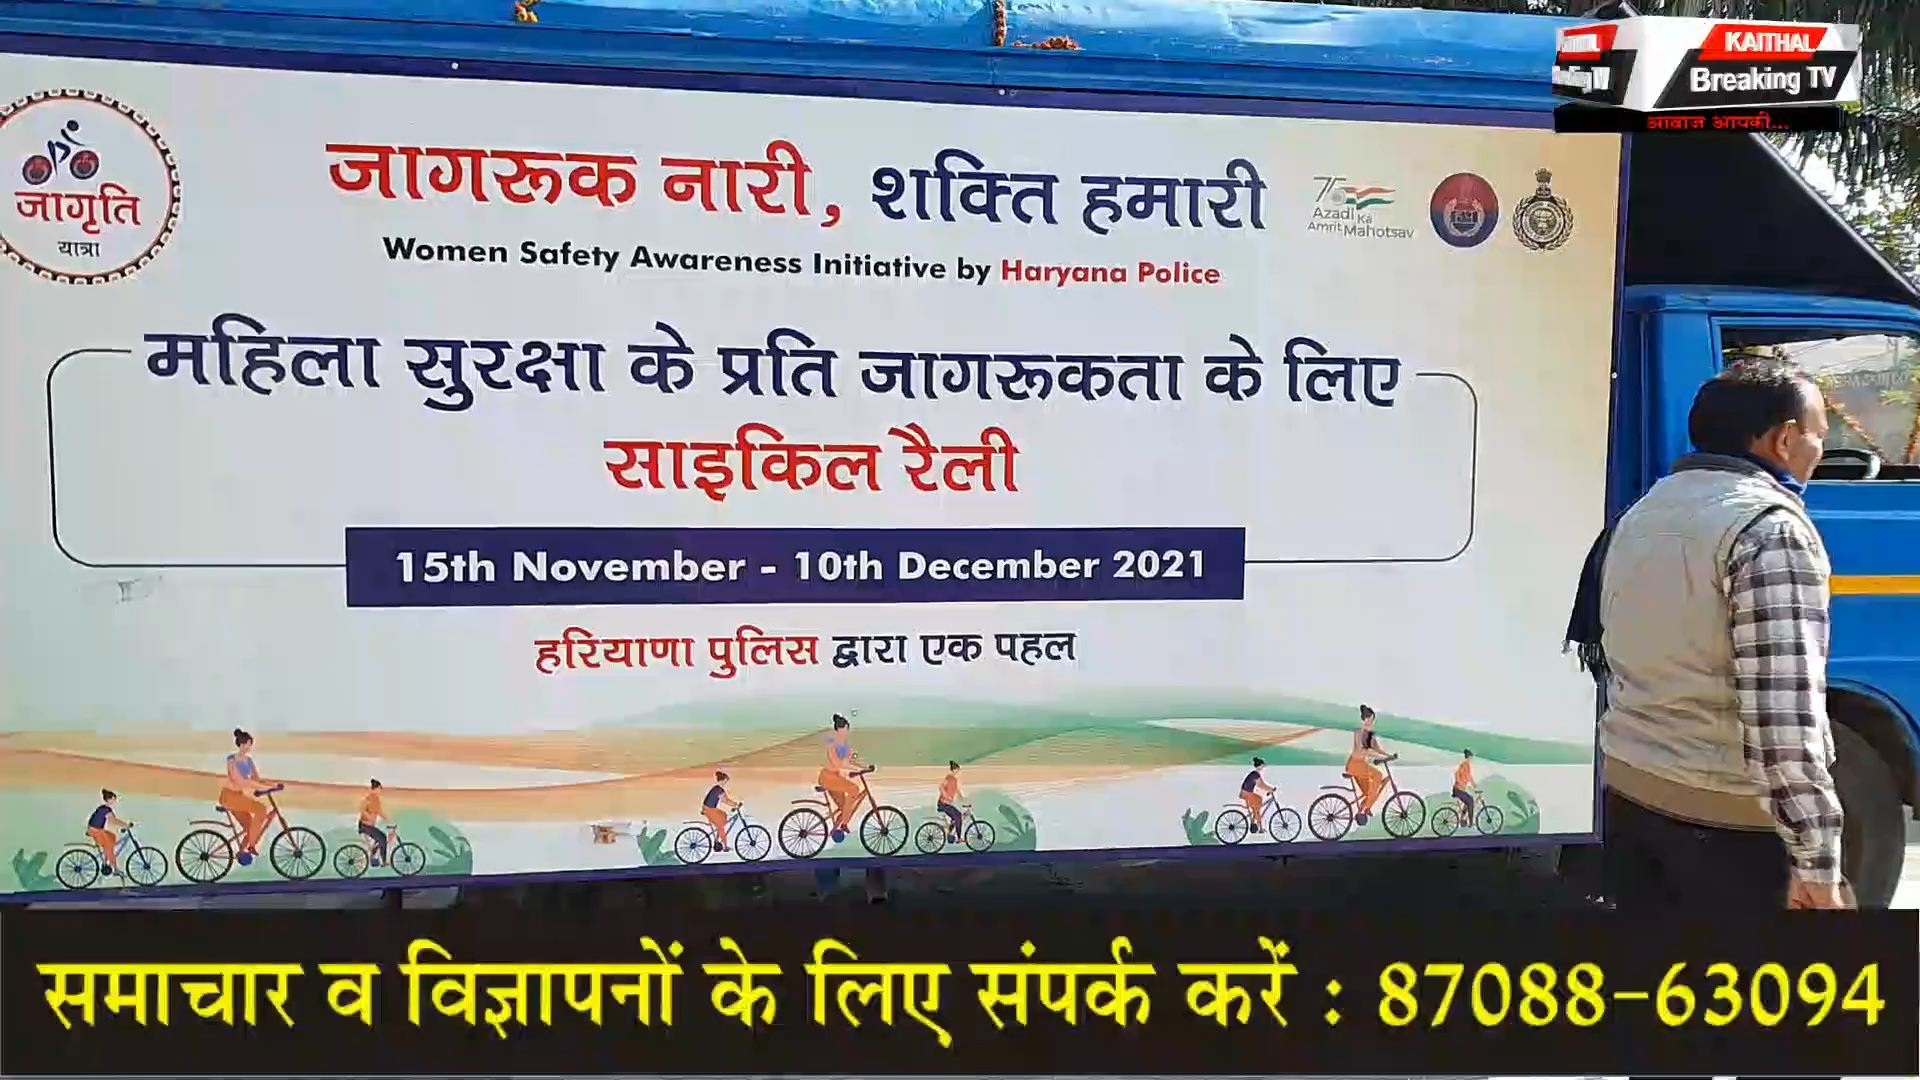 KAITHAL
Breaking TV
आवाज़ आपकी...
जागृति
यात्रा
जागरूक नारी, शक्ति हमारी
Women Safety Awareness Initiative by Haryana Police
75
Azadi Ka
Amrit Mahotsav
महिला सुरक्षा के प्रति जागरूकता के लिए
साइकिल रैली
15th November - 10th December 2021
हरियाणा पुलिस द्वारा एक पहल
समाचार व विज्ञापनों के लिए संपर्क करें : 87088-63094